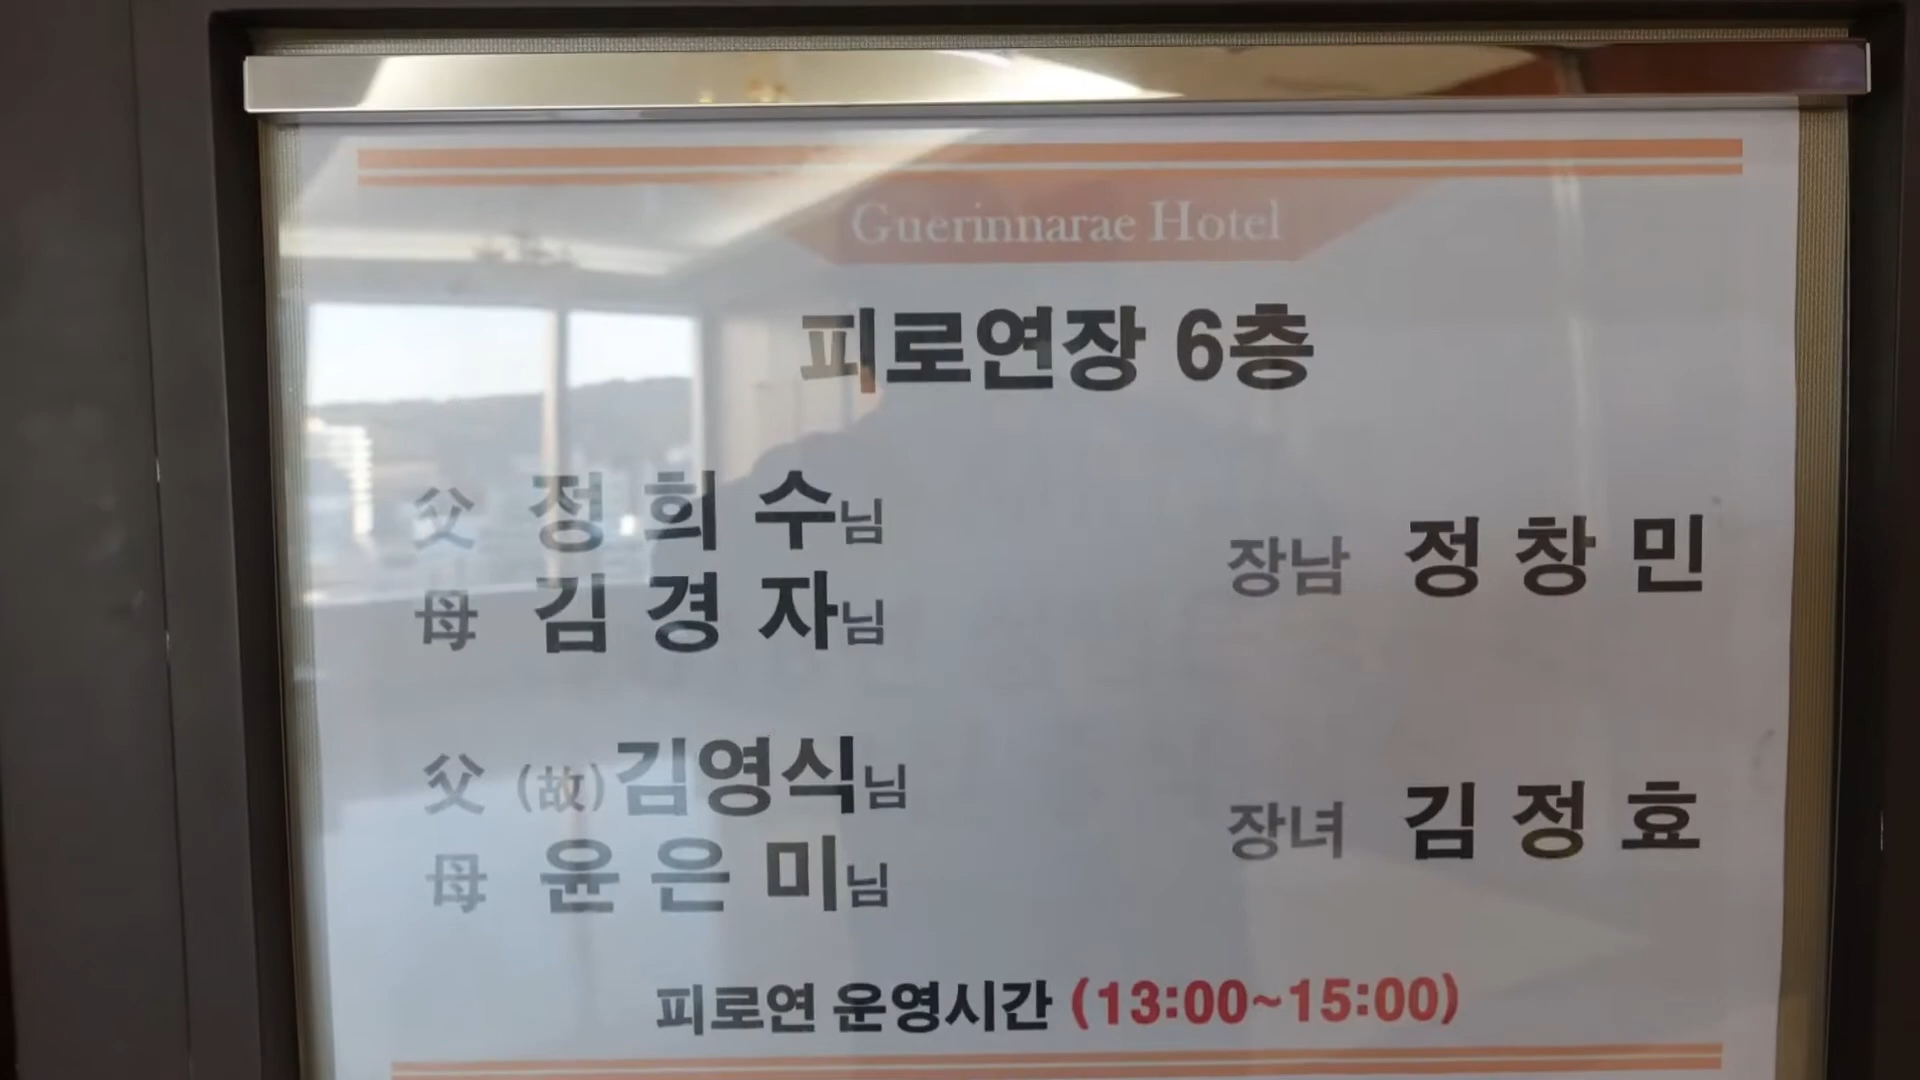 Guerinnarae Hotel
피로연장 6층
父 정 희 수님
母 김 경 자님
장남 정 창 민
父 (故)김영식님
母 윤 은 미님
장녀 김 정 효
피로연 운영시간 (13:00~15:00)